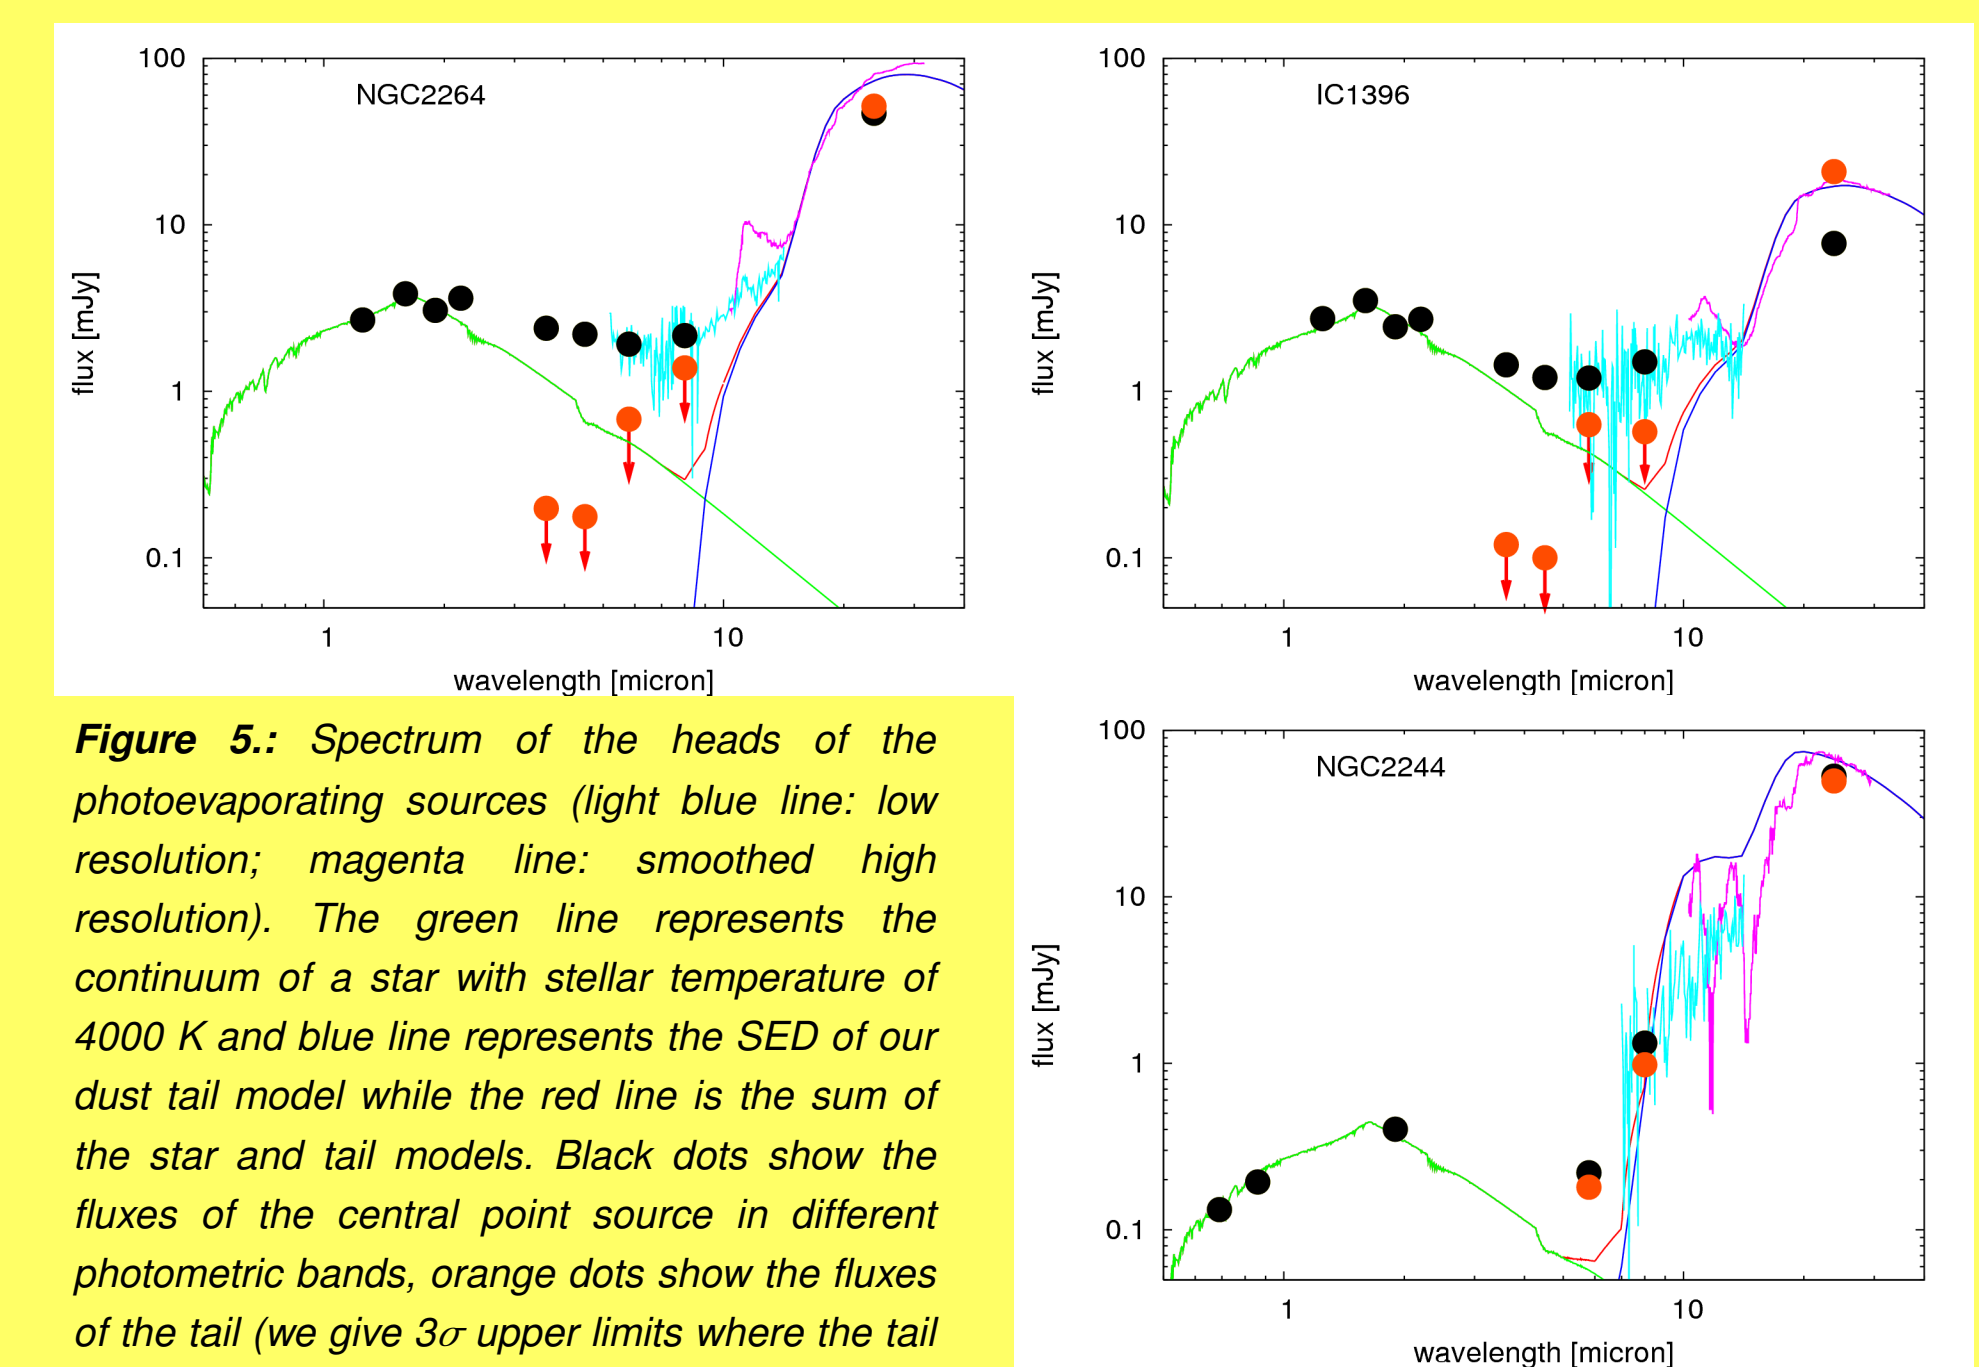 100
NGC2264
10
1
0.1
flux [mJy]
1 10
wavelength [micron]
100
IC1396
10
1
0.1
flux [mJy]
1 10
wavelength [micron]
Figure 5.: Spectrum of the heads of the
photoevaporating sources (light blue line: low
resolution; magenta line: smoothed high
resolution). The green line represents the
continuum of a star with stellar temperature of
4000 K and blue line represents the SED of our
dust tail model while the red line is the sum of
the star and tail models. Black dots show the
fluxes of the central point source in different
photometric bands, orange dots show the fluxes
of the tail (we give 3σ upper limits where the tail
100
NGC2244
10
1
0.1
flux [mJy]
1 10
wavelength [micron]